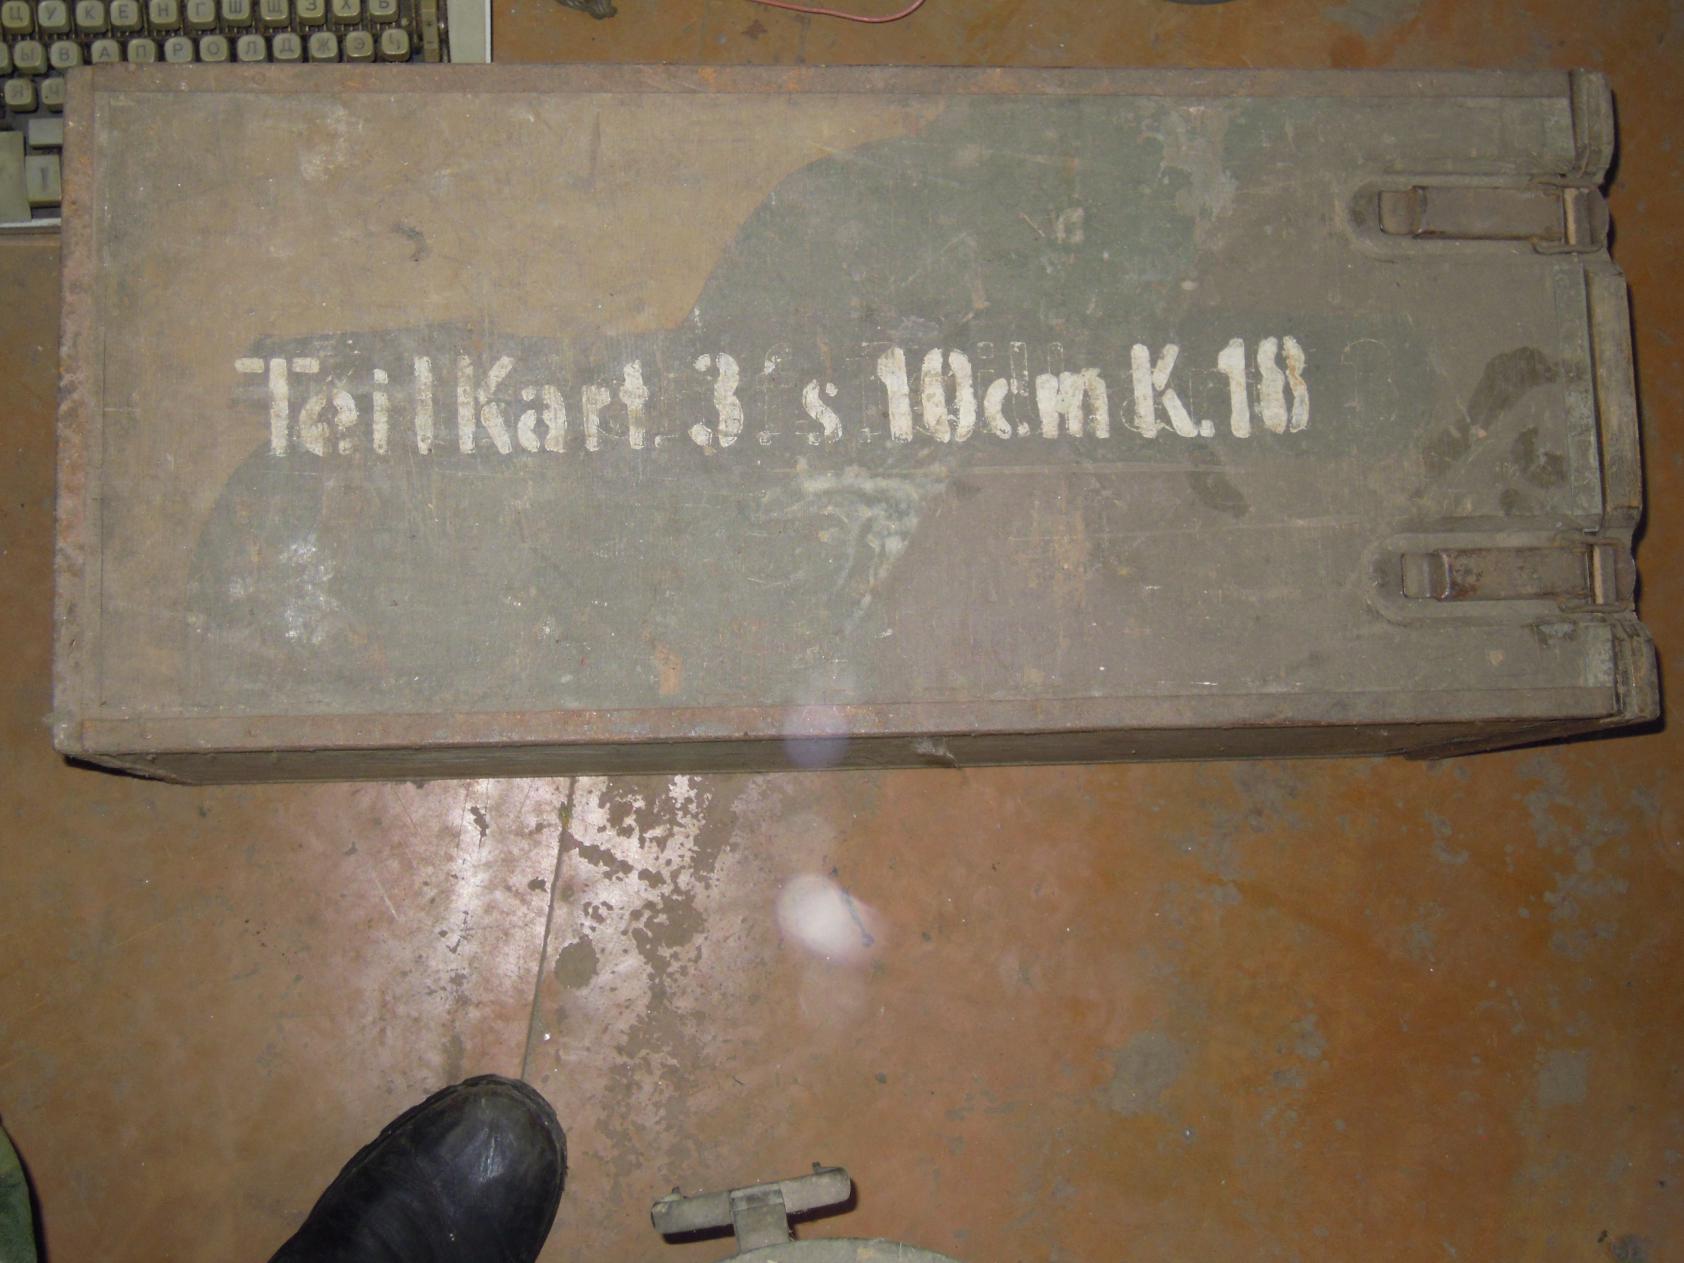 Ц У К Е Н Г Ш Щ З Х Ъ
Ы В А П Р О Л Д Ж Э
Я Ч
Teil Kart. 3 's 10cm K.18